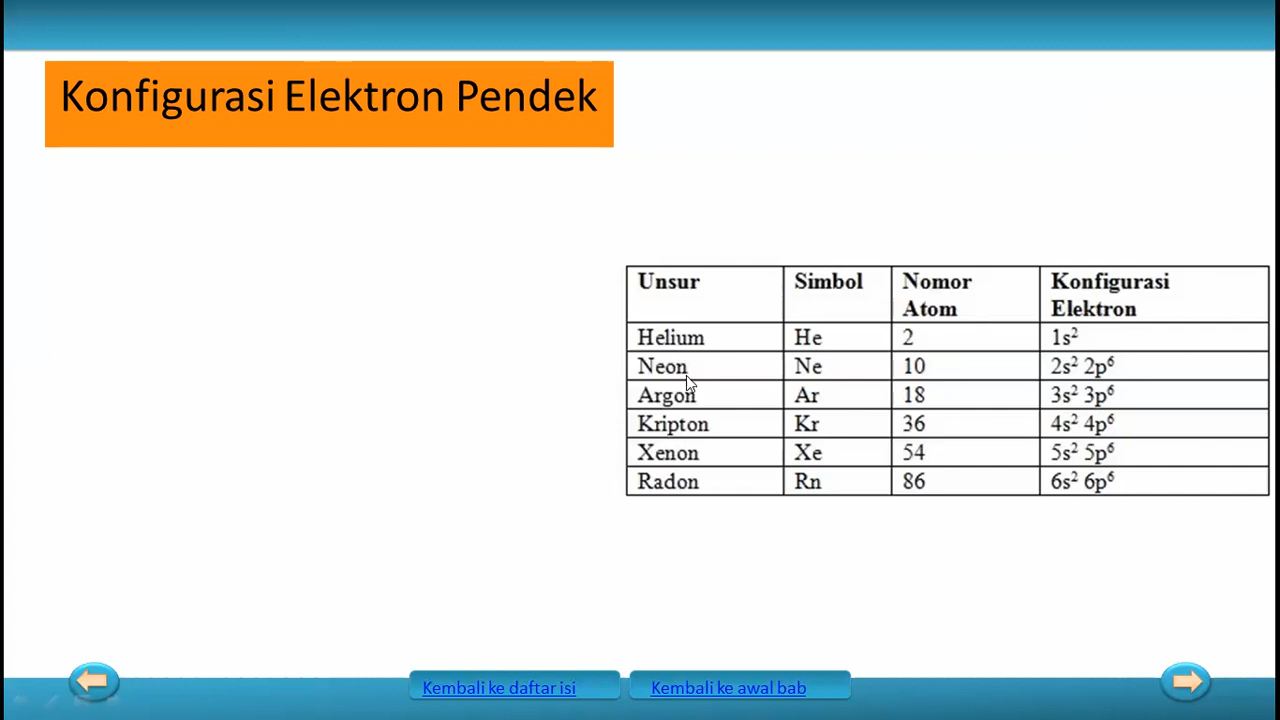 Konfigurasi Elektron Pendek
Unsur Simbol Nomor Atom Konfigurasi Elektron
Helium He 2 1s²
Neon Ne 10 2s² 2p⁶
Argon Ar 18 3s² 3p⁶
Kripton Kr 36 4s² 4p⁶
Xenon Xe 54 5s² 5p⁶
Radon Rn 86 6s² 6p⁶
Kembali ke daftar isi
Kembali ke awal bab